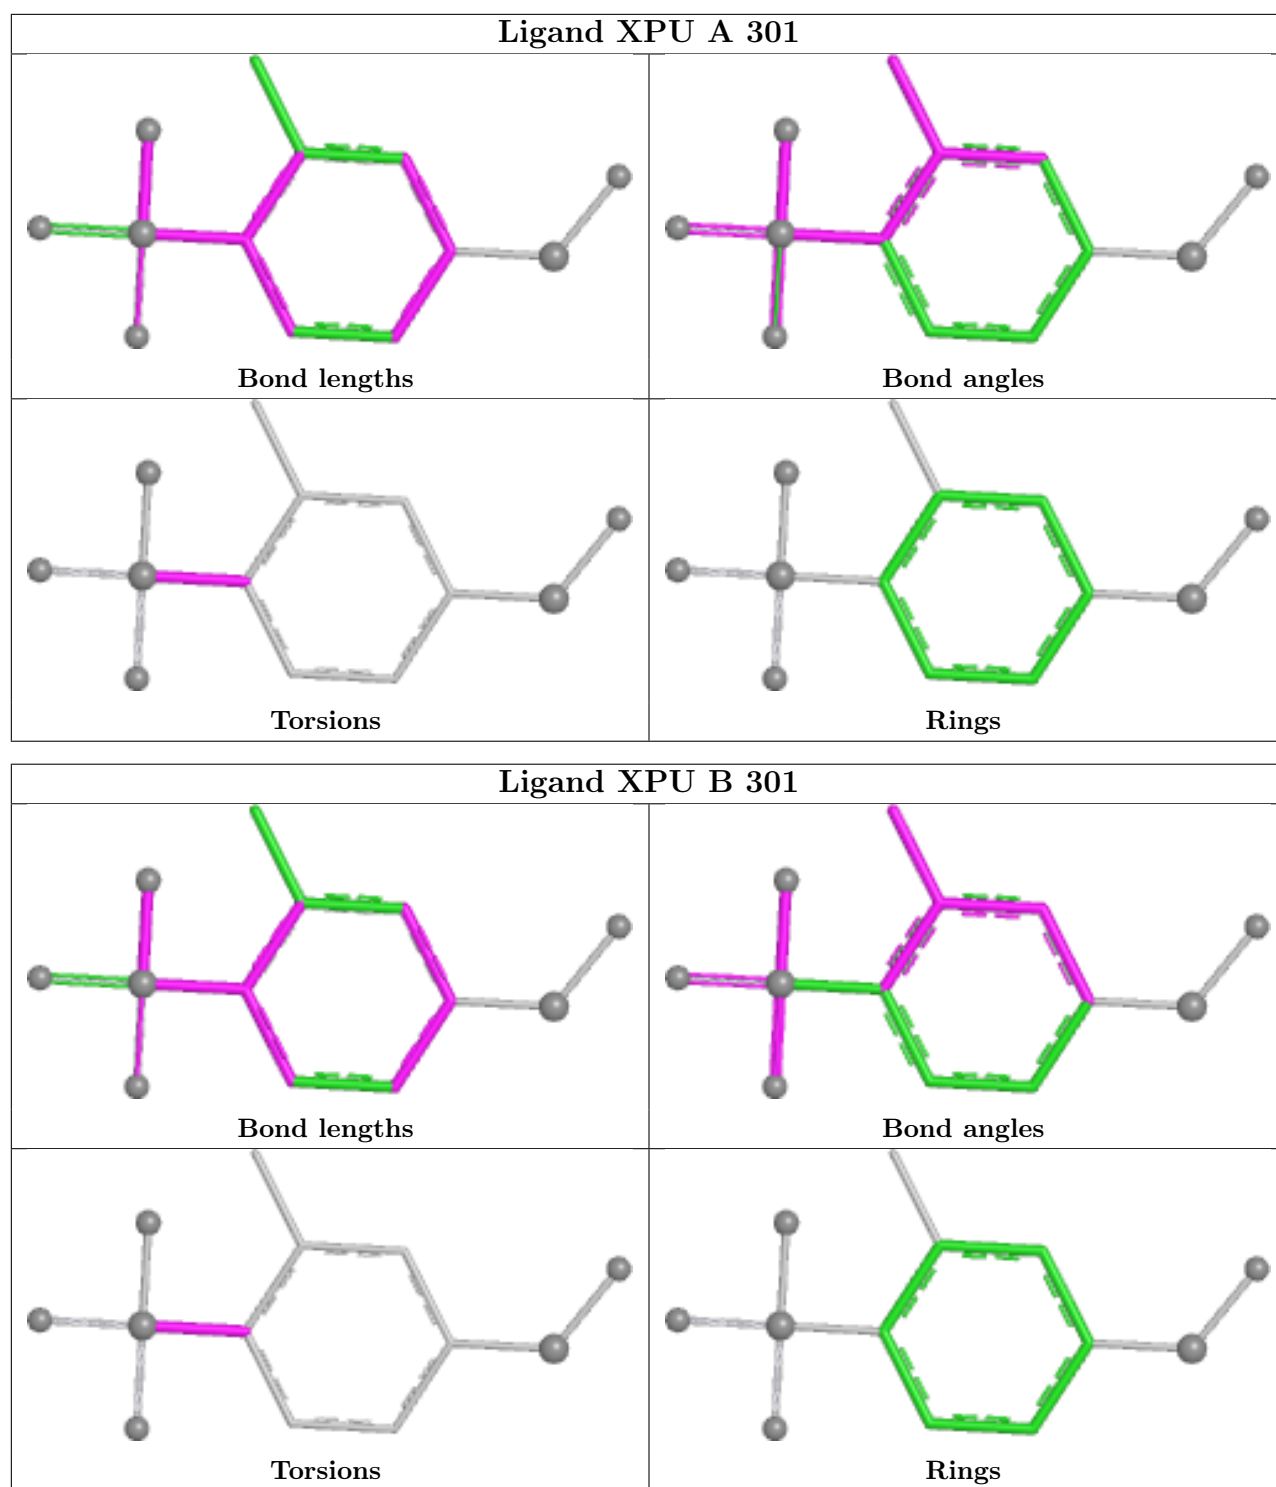 Ligand XPU A 301
Bond lengths
Bond angles
Torsions
Rings
Ligand XPU B 301
Bond lengths
Bond angles
Torsions
Rings